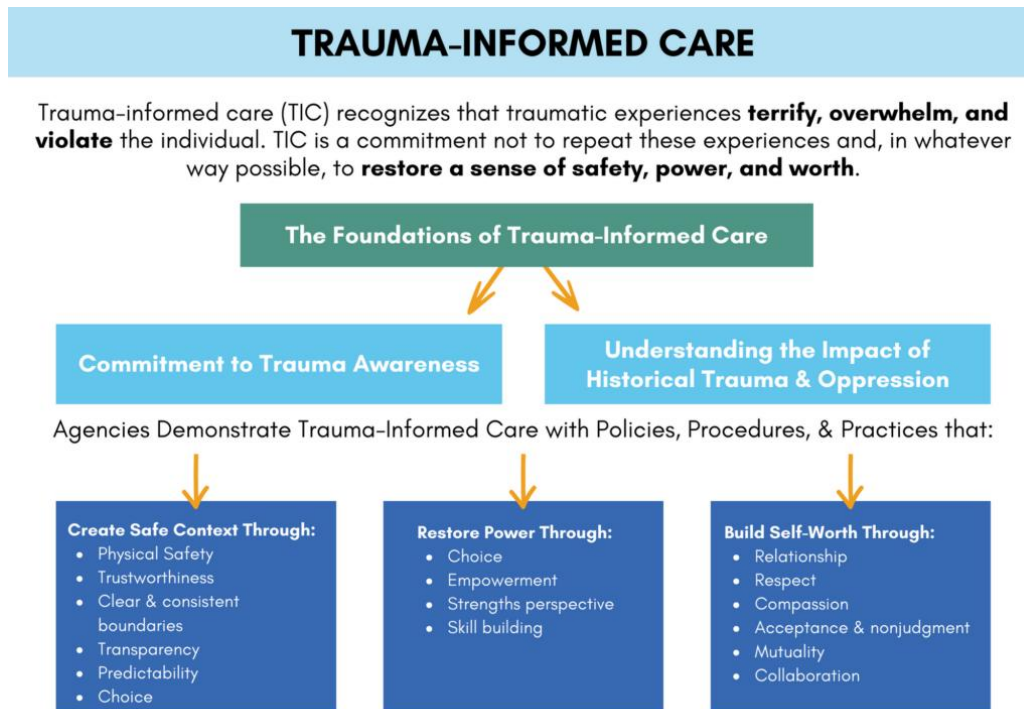 TRAUMA-INFORMED CARE
Trauma-informed care (TIC) recognizes that traumatic experiences terrify, overwhelm, and
violate the individual. TIC is a commitment not to repeat these experiences and, in whatever
way possible, to restore a sense of safety, power, and worth.
The Foundations of Trauma-Informed Care
Commitment to Trauma Awareness
Understanding the Impact of
Historical Trauma & Oppression
Agencies Demonstrate Trauma-Informed Care with Policies, Procedures, & Practices that:
Create Safe Context Through:
• Physical Safety
• Trustworthiness
• Clear & consistent
boundaries
• Transparency
• Predictability
• Choice
Restore Power Through:
• Choice
• Empowerment
• Strengths perspective
• Skill building
Build Self-Worth Through:
• Relationship
• Respect
• Compassion
• Acceptance & nonjudgment
• Mutuality
• Collaboration